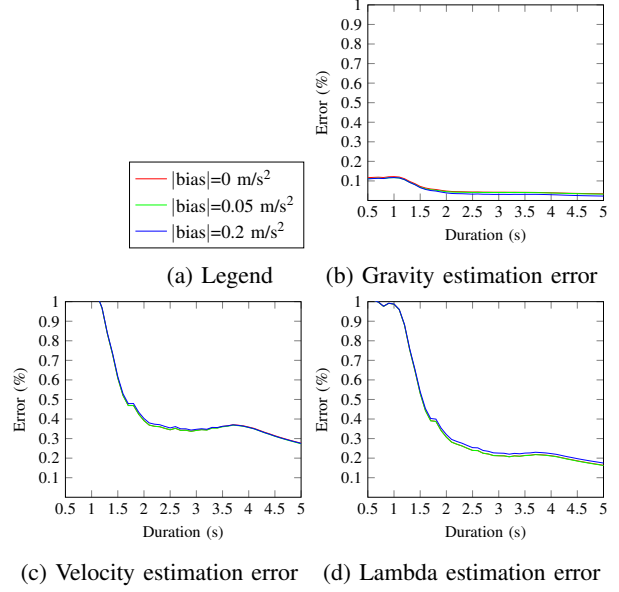 1
0.9
0.8
0.7
0.6
0.5
0.4
0.3
0.2
0.1
Error (%)
0.5 1 1.5 2 2.5 3 3.5 4 4.5 5
Duration (s)
|bias|=0 m/s²
|bias|=0.05 m/s²
|bias|=0.2 m/s²
(a) Legend
(b) Gravity estimation error
1
0.9
0.8
0.7
0.6
0.5
0.4
0.3
0.2
0.1
Error (%)
0.5 1 1.5 2 2.5 3 3.5 4 4.5 5
Duration (s)
1
0.9
0.8
0.7
0.6
0.5
0.4
0.3
0.2
0.1
Error (%)
0.5 1 1.5 2 2.5 3 3.5 4 4.5 5
Duration (s)
(c) Velocity estimation error
(d) Lambda estimation error